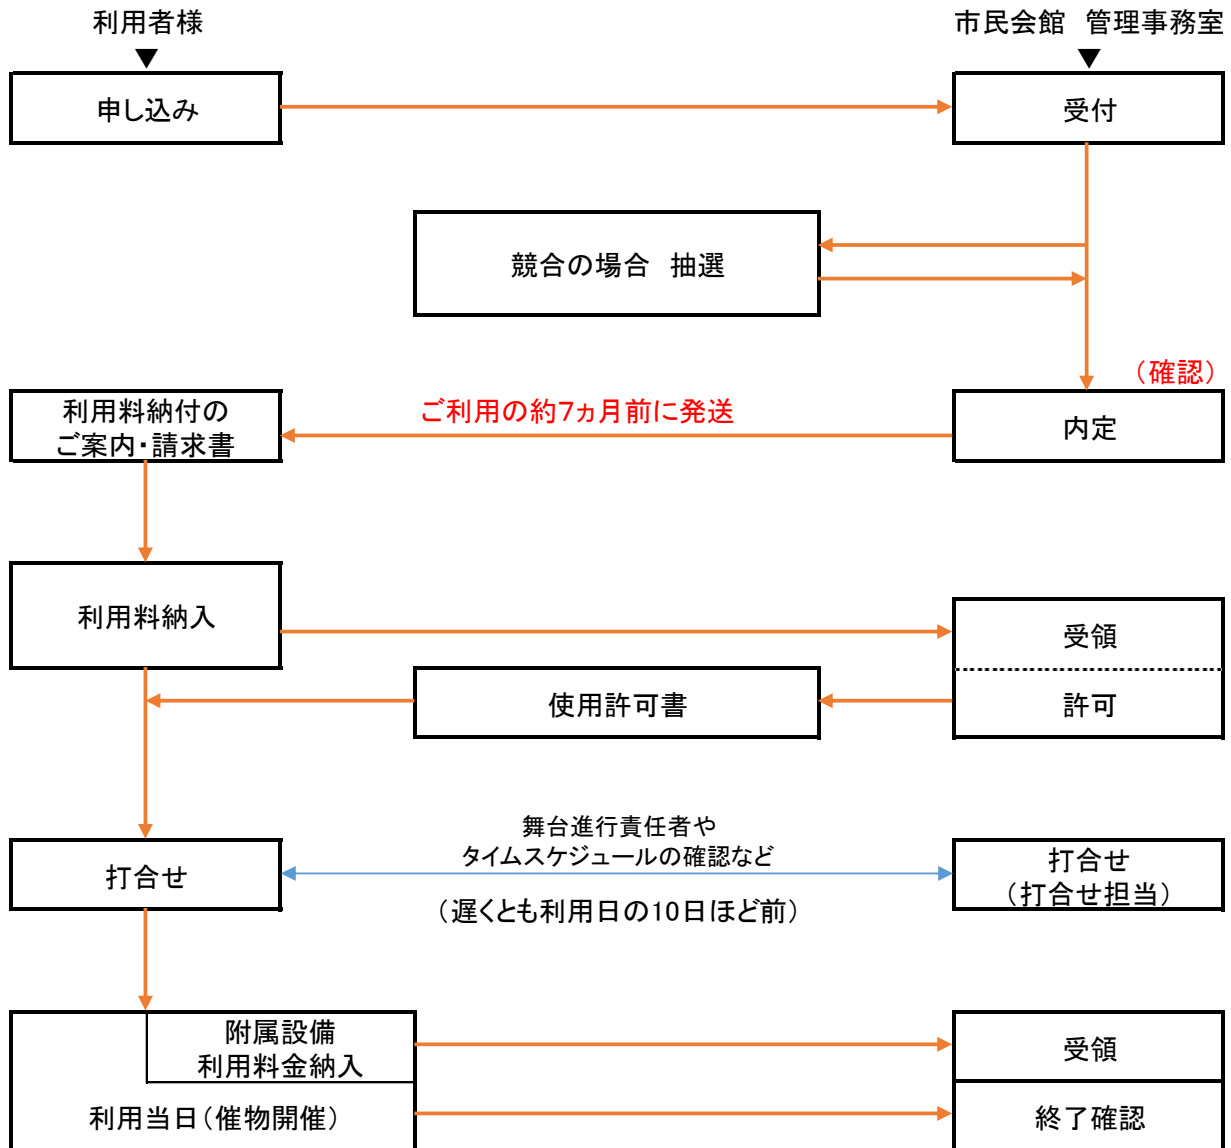 利用者様
市民会館　管理事務室
▼
▼
申し込み
受付
競合の場合　抽選
（確認）
利用料納付の
ご案内・請求書
ご利用の約7ヵ月前に発送
内定
利用料納入
受領
使用許可書
許可
舞台進行責任者や
タイムスケジュールの確認など
（遅くとも利用日の10日ほど前）
打合せ
打合せ
（打合せ担当）
附属設備
利用料金納入
受領
利用当日（催物開催）
終了確認